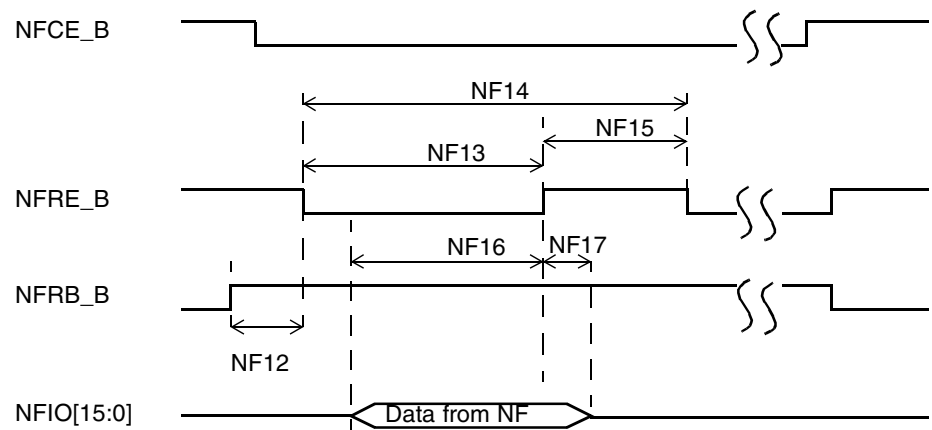 NFCE_B
NF14
NF15
NF13
NFRE_B
NF16
NF17
NFRB_B
NF12
NFIO[15:0]
Data from NF